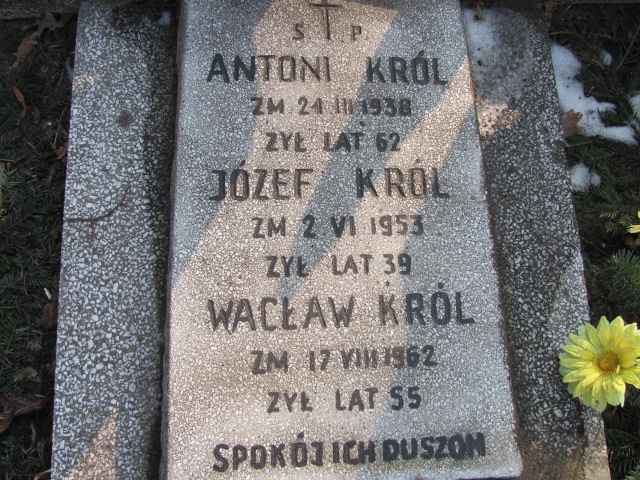 Ś P
ANTONI KRÓL
ZM 21 III 1938
ŻYŁ LAT 62
JÓZEF KRÓL
ZM 2 VI 1953
ŻYŁ LAT 39
WACŁAW KRÓL
ZM 17 VIII 1962
ŻYŁ LAT 55
SPOKÓJ ICH DUSZOM